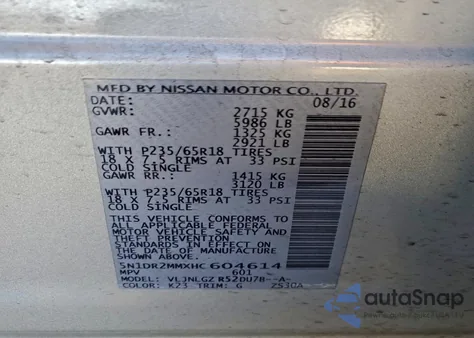 MFD BY NISSAN MOTOR CO., LTD.
DATE: 08/16
GVWR: 2715 KG
5986 LB
GAWR FR.: 1325 KG
2921 LB
WITH P235/65R18 TIRES
18 X 7.5 RIMS AT 33 PSI
COLD SINGLE
GAWR RR.: 1415 KG
3120 LB
WITH P235/65R18 TIRES
18 X 7.5 RIMS AT 33 PSI
COLD SINGLE
THIS VEHICLE CONFORMS TO
ALL APPLICABLE FEDERAL
MOTOR VEHICLE SAFETY AND
STANDARDS IN EFFECT ON
THE DATE OF MANUFACTURE
SHOWN ABOVE.
5N1DR2MMXHC604614
MPV 601
MODEL:
COLOR: K23 TRIM: G
autoSnap